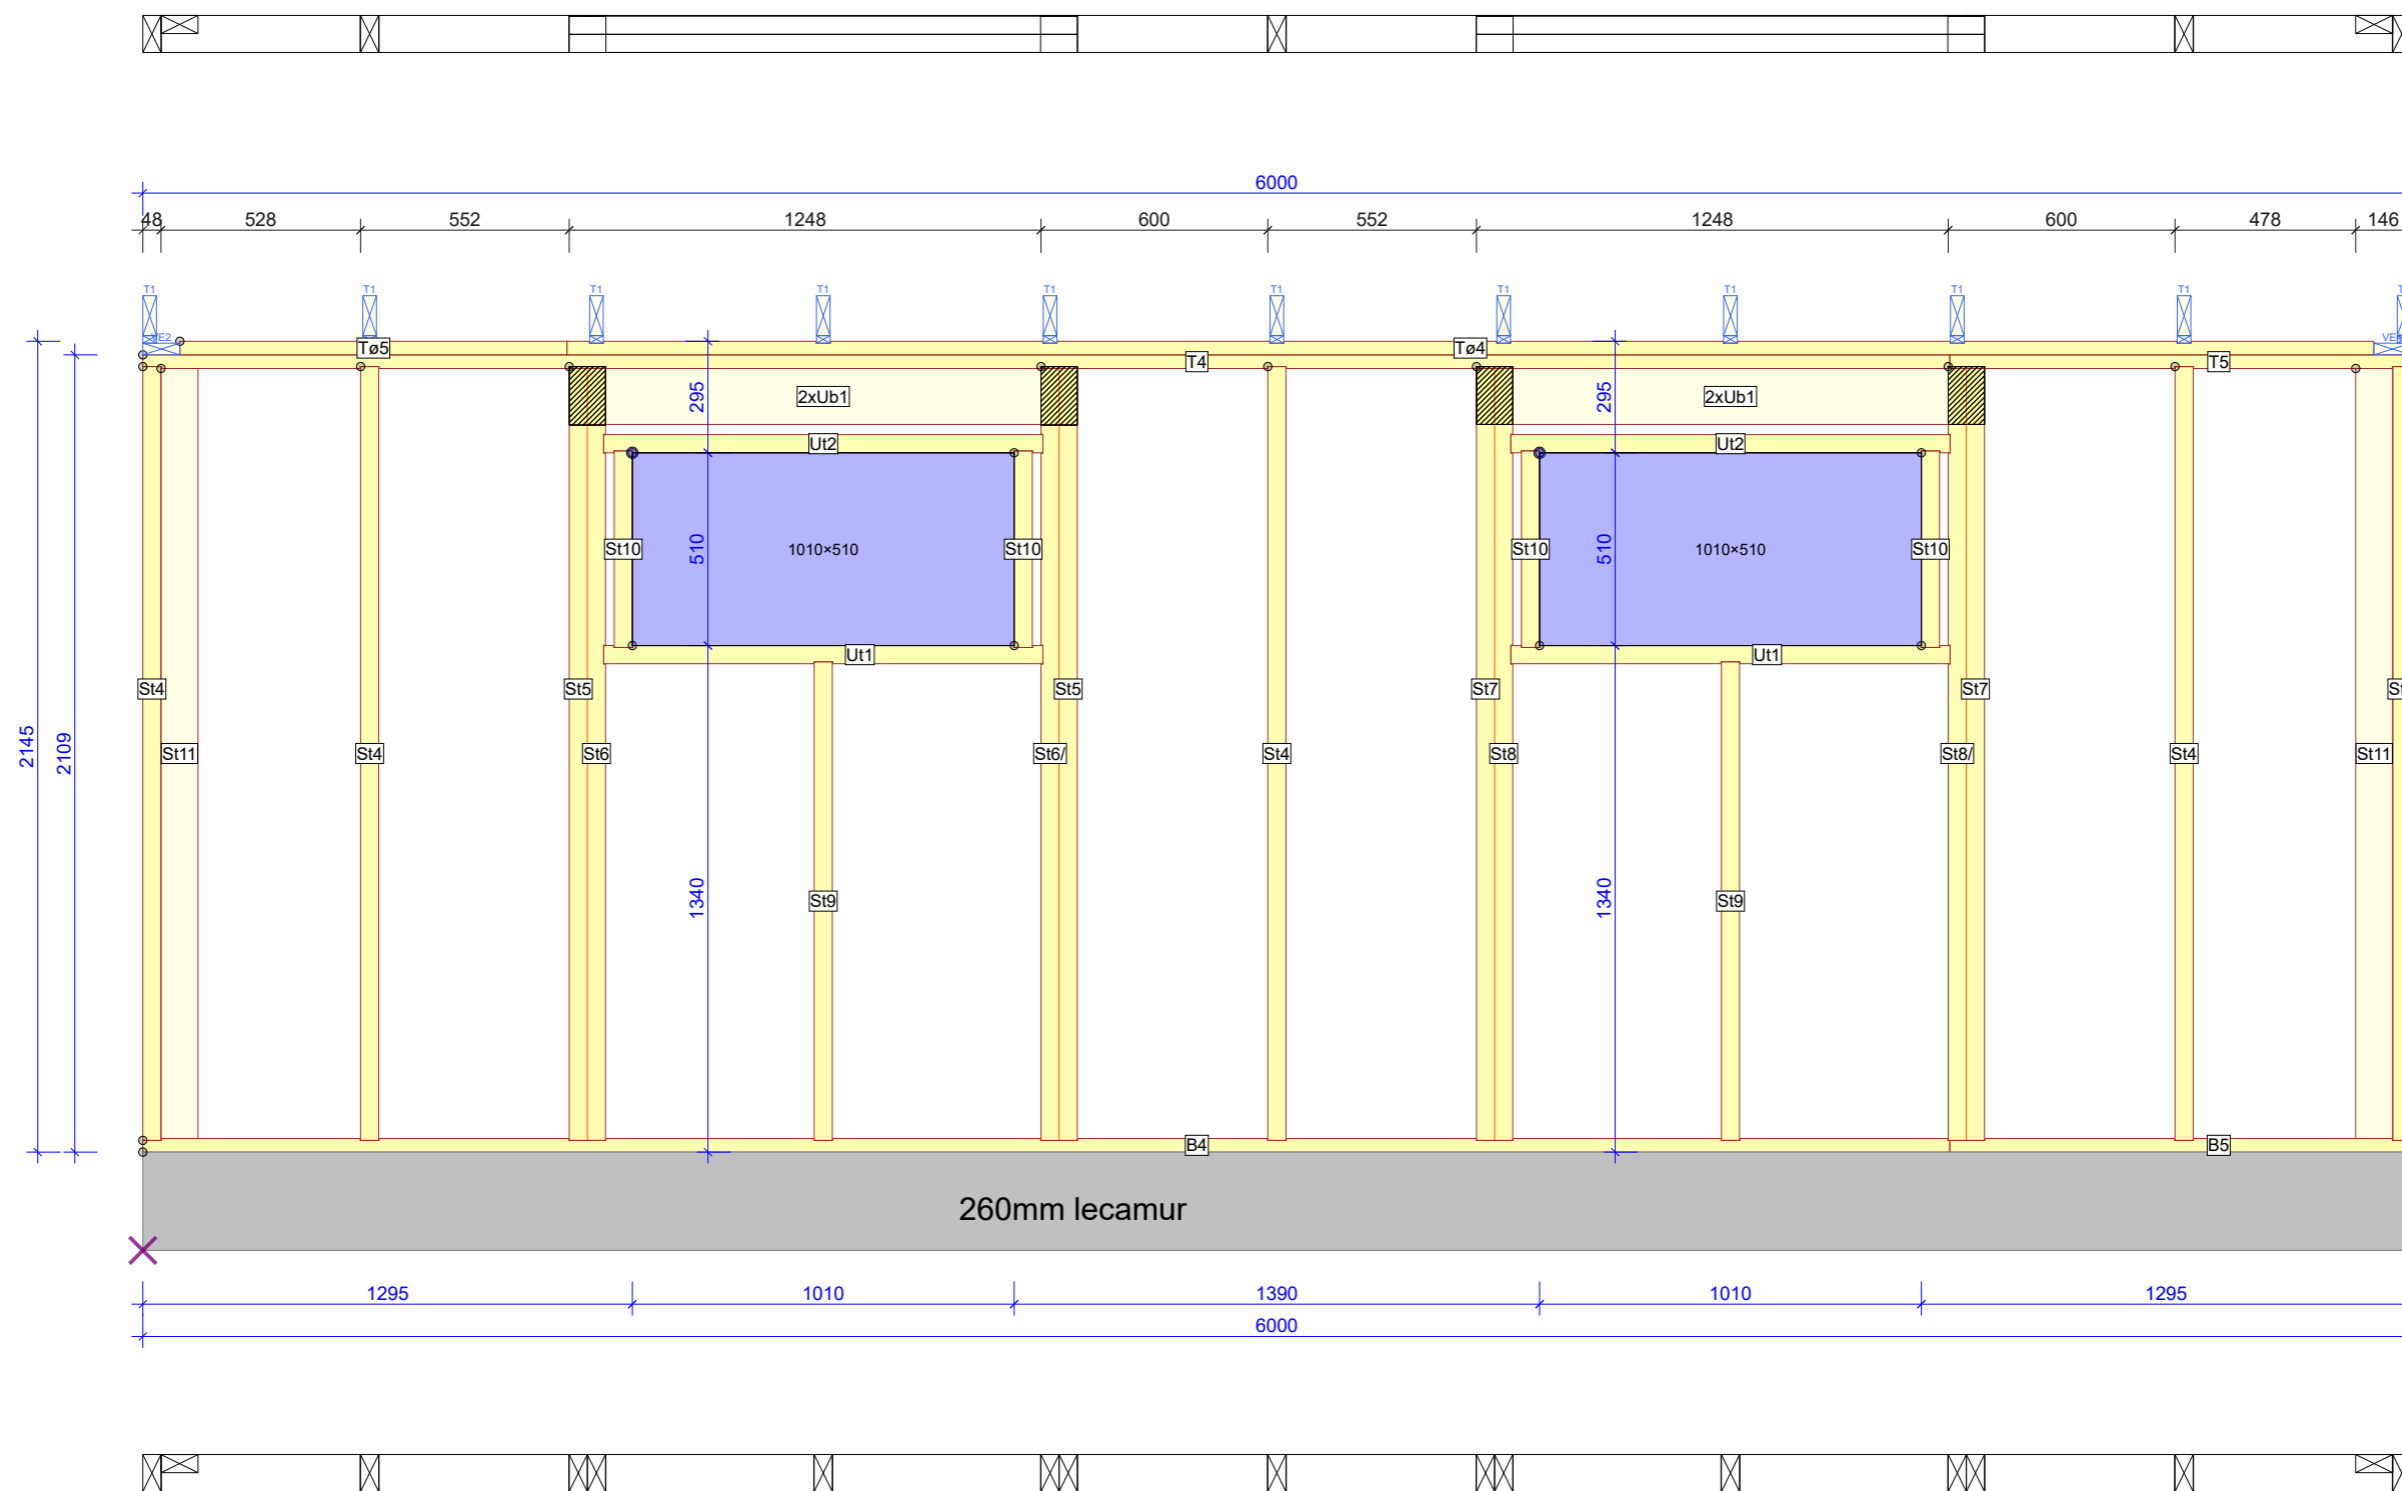 6000
48 528 552 1248 600 552 1248 600 478 146
T1 T1 T1 T1 T1 T1 T1 T1 T1 T1
Tø5 Tø4
T4 T5
295 2xUb1 295 2xUb1
Ut2 Ut2
St10 510 1010×510 St10 St10 510 1010×510 St10
Ut1 Ut1
St4 St5 St5 St7 St7
2145 2109 St11 St4 St6 St6/ St4 St8 St8/ St4 St11
1340 St9 1340 St9
B4 B5
260mm lecamur
1295 1010 1390 1010 1295
6000